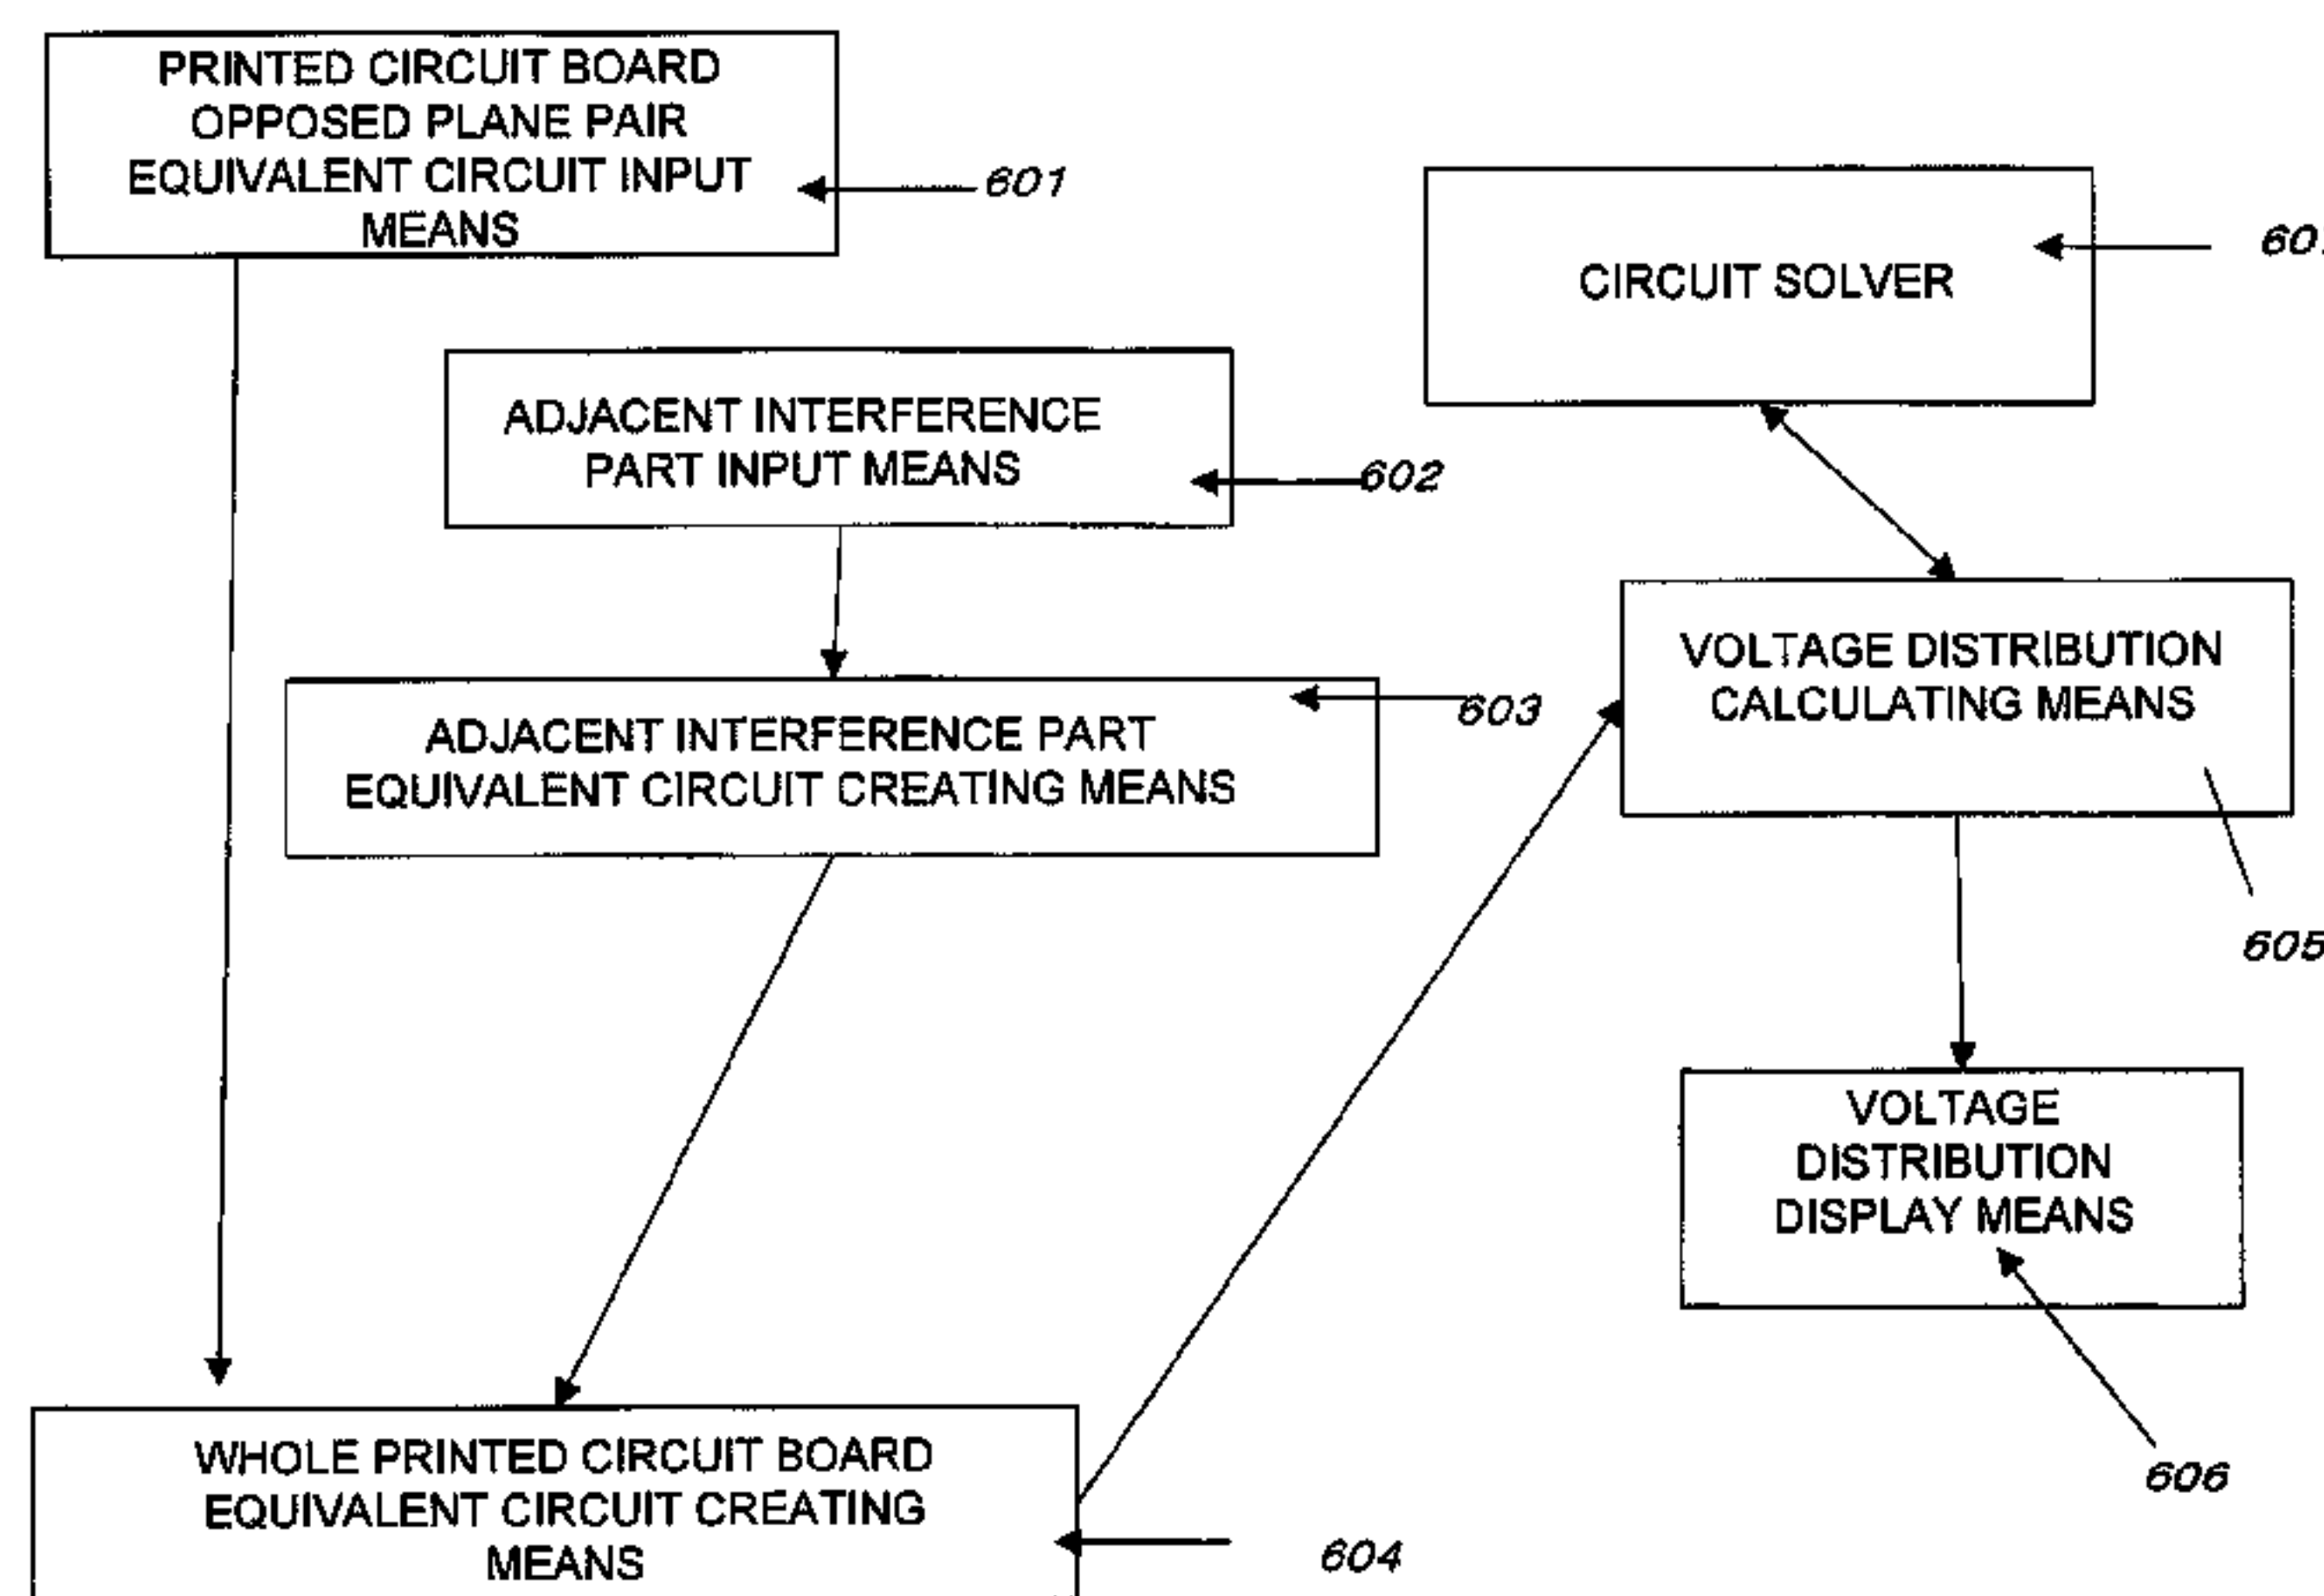 PRINTED CIRCUIT BOARD
OPPOSED PLANE PAIR
EQUIVALENT CIRCUIT INPUT
MEANS
601
CIRCUIT SOLVER
ADJACENT INTERFERENCE
PART INPUT MEANS
602
VOLTAGE DISTRIBUTION
CALCULATING MEANS
605
ADJACENT INTERFERENCE PART
EQUIVALENT CIRCUIT CREATING MEANS
603
VOLTAGE
DISTRIBUTION
DISPLAY MEANS
606
WHOLE PRINTED CIRCUIT BOARD
EQUIVALENT CIRCUIT CREATING
MEANS
604